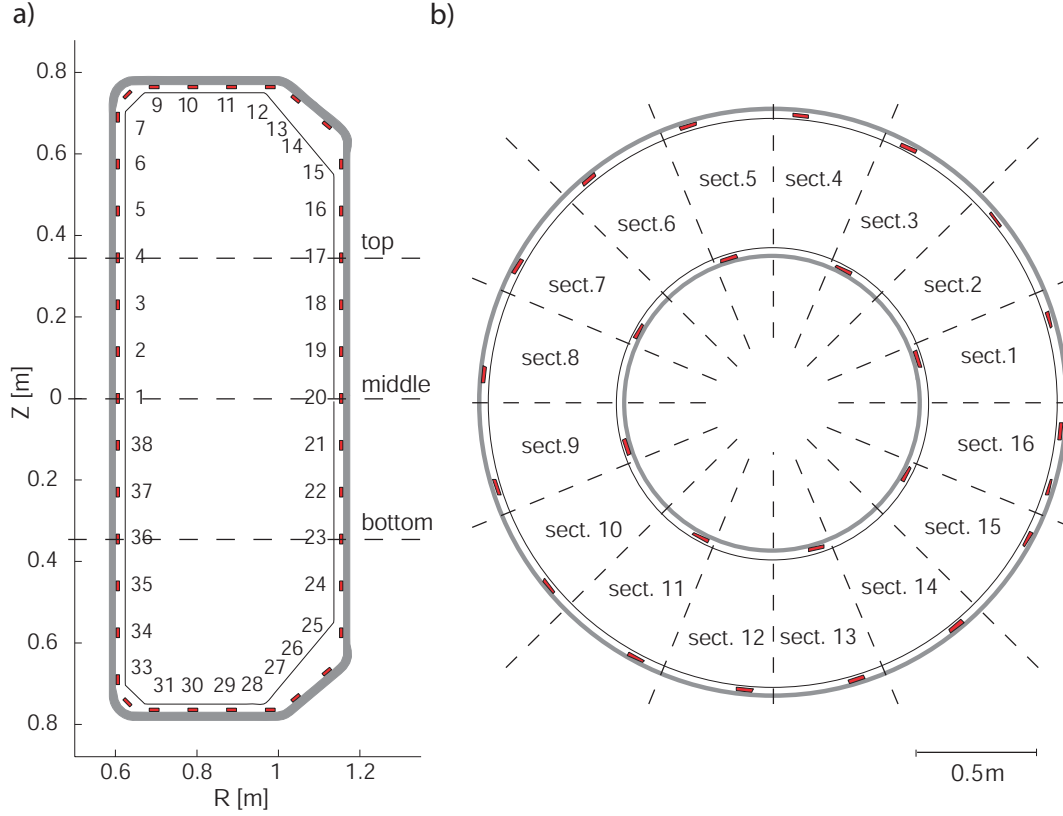 a)
0.8
0.6
0.4
0.2
0
0.2
0.4
0.6
0.8
Z [m]
0.6
0.8
1
1.2
R [m]
9 10 11 12
7 13
14
6 15
5 16
4 17 top
3 18
2 19
1 20 middle
38 21
37 22
36 23 bottom
35 24
34 25
26
33 27
31 30 29 28
b)
sect.5 sect.4
sect.6 sect.3
sect.7 sect.2
sect.8 sect.1
sect.9 sect. 16
sect. 10 sect. 15
sect. 11 sect. 14
sect. 12 sect. 13
0.5m